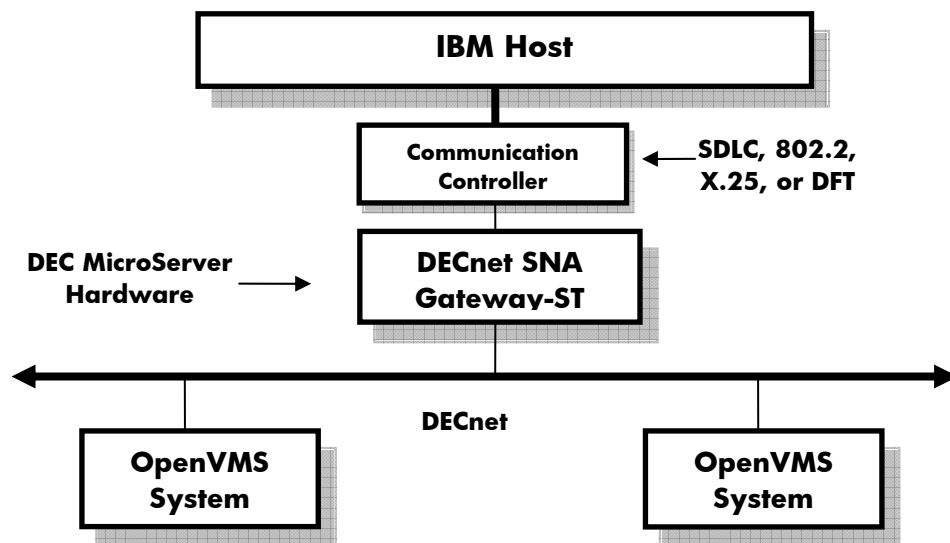 IBM Host
Communication
Controller
SDLC, 802.2,
X.25, or DFT
DEC MicroServer
Hardware
DECnet SNA
Gateway-ST
DECnet
OpenVMS
System
OpenVMS
System